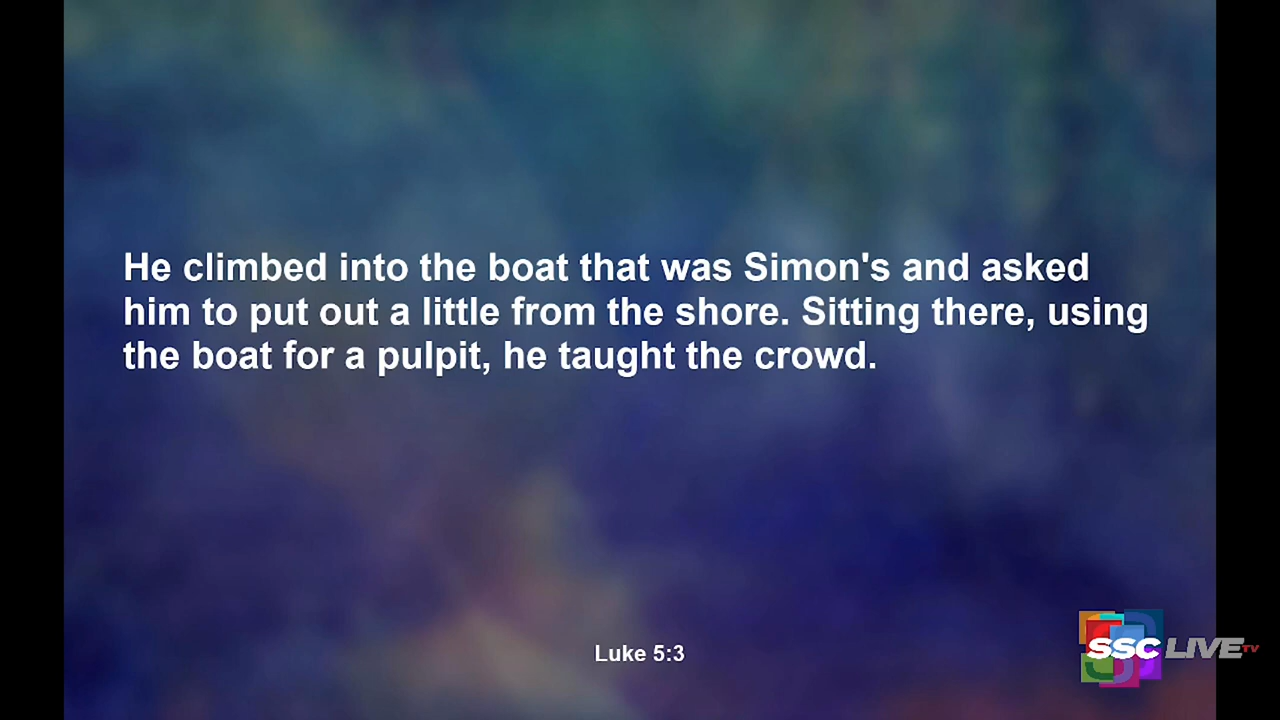 He climbed into the boat that was Simon's and asked
him to put out a little from the shore. Sitting there, using
the boat for a pulpit, he taught the crowd.
Luke 5:3
SSC LIVE TV